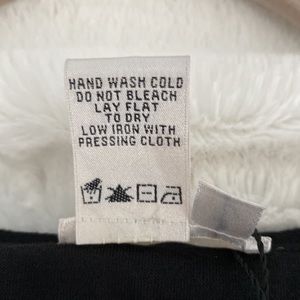 HAND WASH COLD
DO NOT BLEACH
LAY FLAT
TO DRY
LOW IRON WITH
PRESSING CLOTH